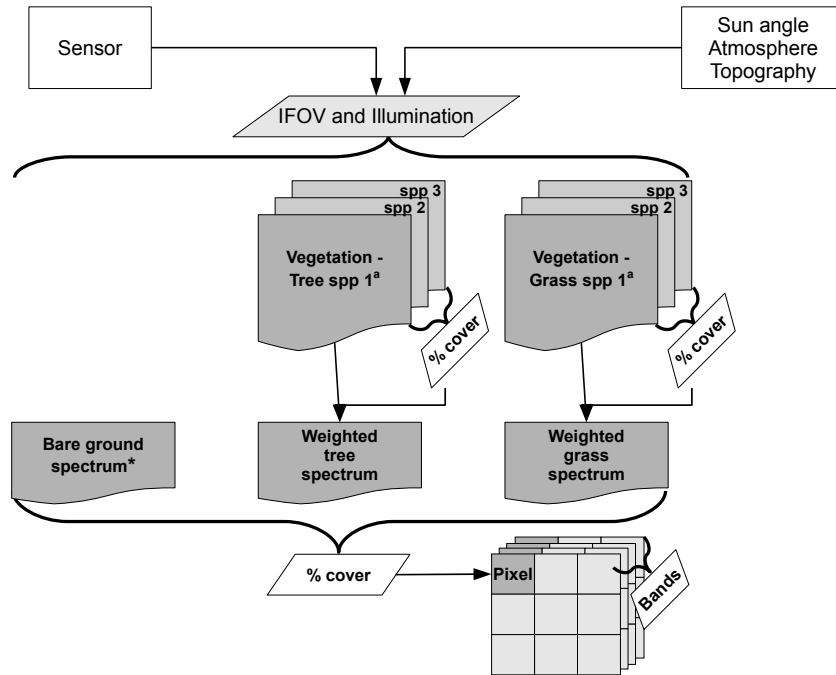 Sensor
Sun angle
Atmosphere
Topography
IFOV and Illumination
spp 3
spp 2
Vegetation -
Tree spp 1ª
% cover
spp 3
spp 2
Vegetation -
Grass spp 1ª
% cover
Bare ground
spectrum*
Weighted
tree
spectrum
Weighted
grass
spectrum
% cover
Pixel
Bands